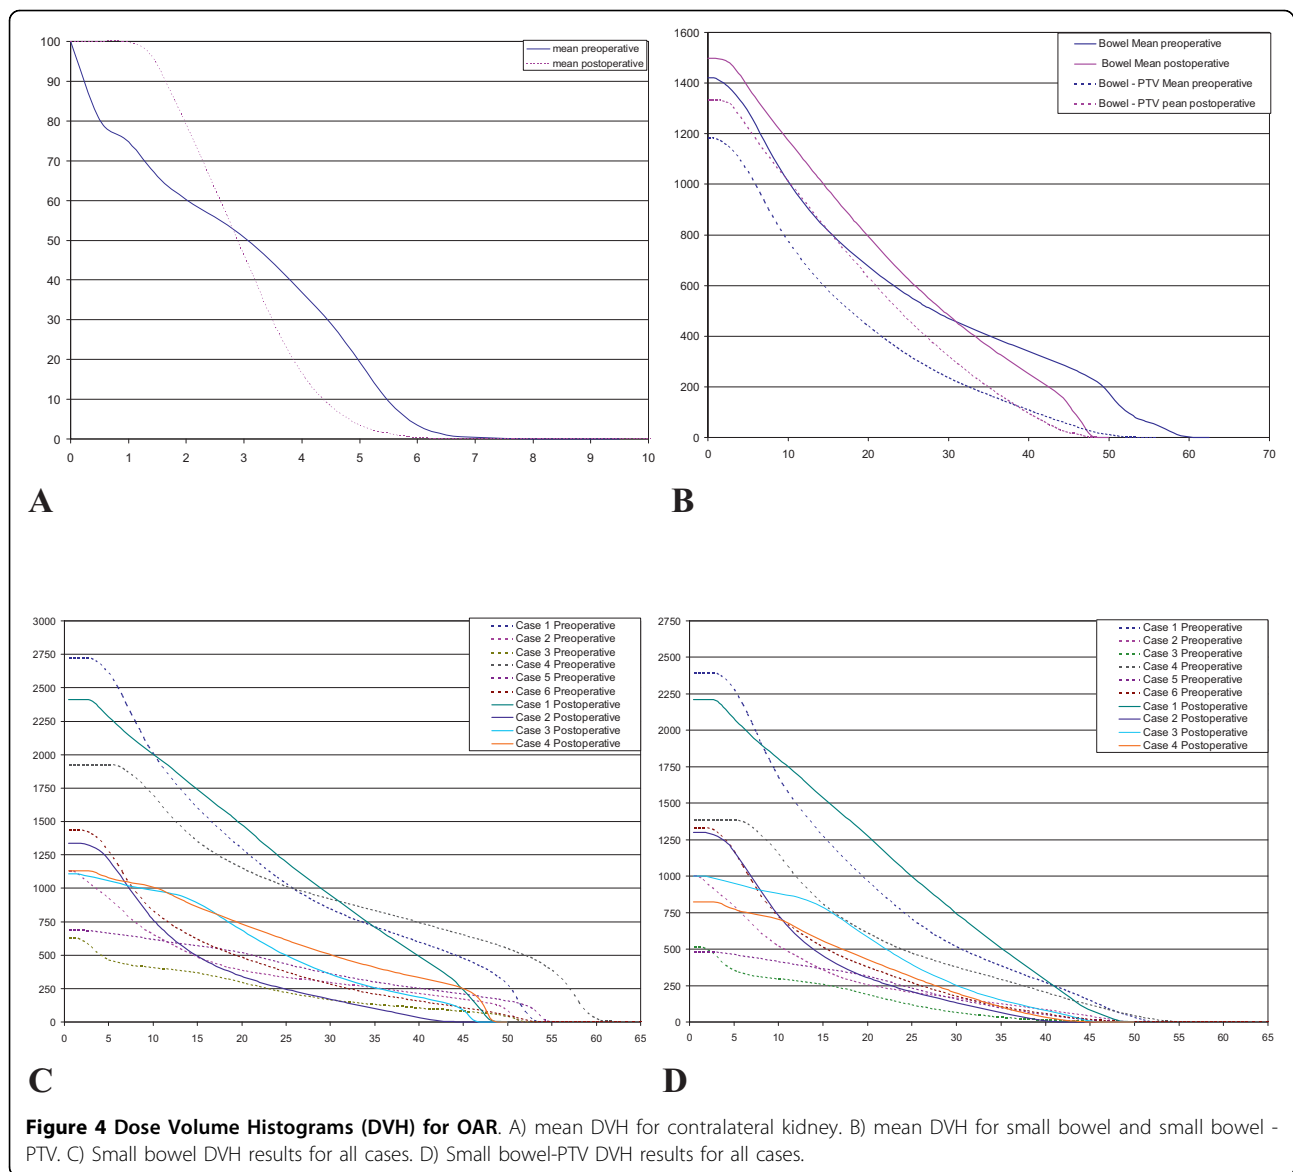 100
90
80
70
60
50
40
30
20
10
0
0 1 2 3 4 5 6 7 8 9 10
mean preoperative
mean postoperative
A
1600
1400
1200
1000
800
600
400
200
0
0 10 20 30 40 50 60 70
Bowel Mean preoperative
Bowel Mean postoperative
Bowel - PTV Mean preoperative
Bowel - PTV pean postoperative
B
3000
2750
2500
2250
2000
1750
1500
1250
1000
750
500
250
0
0 5 10 15 20 25 30 35 40 45 50 55 60 65
Case 1 Preoperative
Case 2 Preoperative
Case 3 Preoperative
Case 4 Preoperative
Case 5 Preoperative
Case 6 Preoperative
Case 1 Postoperative
Case 2 Postoperative
Case 3 Postoperative
Case 4 Postoperative
C
2750
2500
2250
2000
1750
1500
1250
1000
750
500
250
0
0 5 10 15 20 25 30 35 40 45 50 55 60 65
Case 1 Preoperative
Case 2 Preoperative
Case 3 Preoperative
Case 4 Preoperative
Case 5 Preoperative
Case 6 Preoperative
Case 1 Postoperative
Case 2 Postoperative
Case 3 Postoperative
Case 4 Postoperative
D
Figure 4 Dose Volume Histograms (DVH) for OAR. A) mean DVH for contralateral kidney. B) mean DVH for small bowel and small bowel -
PTV. C) Small bowel DVH results for all cases. D) Small bowel-PTV DVH results for all cases.